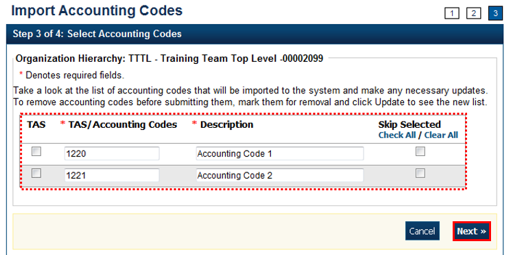 Import Accounting Codes
1 2 3
Step 3 of 4: Select Accounting Codes
Organization Hierarchy: TTTL - Training Team Top Level -00002099
* Denotes required fields.
Take a look at the list of accounting codes that will be imported to the system and make any necessary updates.
To remove accounting codes before submitting them, mark them for removal and click Update to see the new list.
TAS * TAS/Accounting Codes * Description Skip Selected
Check All / Clear All
1220 Accounting Code 1
1221 Accounting Code 2
Cancel Next »